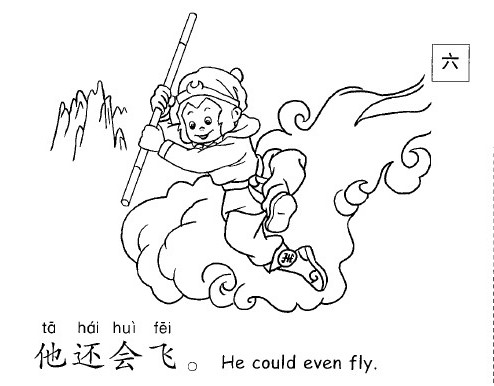 六
tā hái huì fēi
他还会飞。 He could even fly.